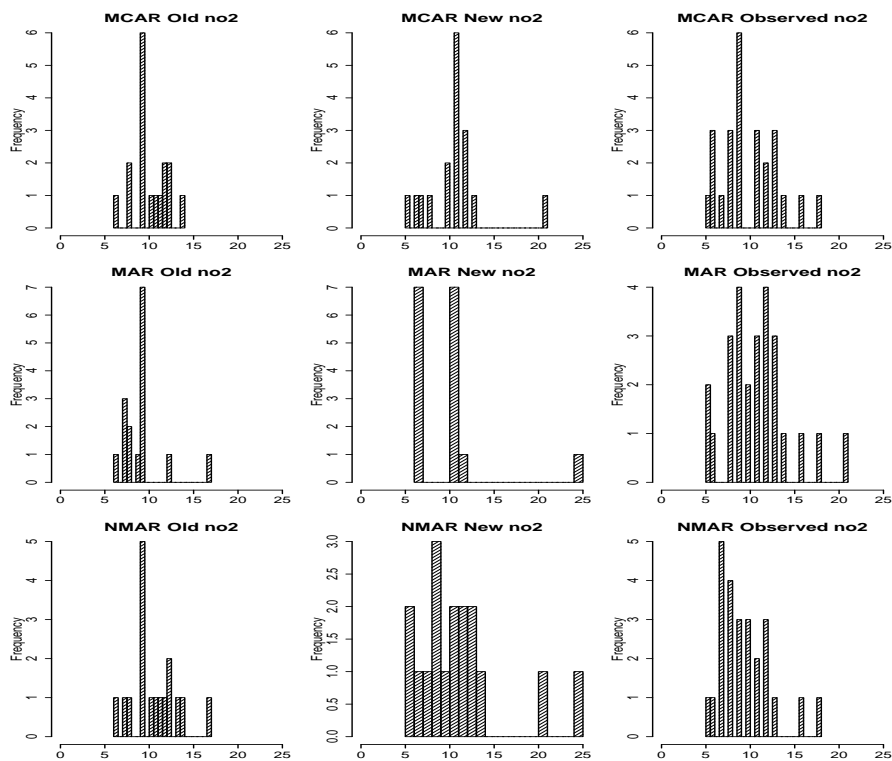 MCAR Old no2
MCAR New no2
MCAR Observed no2
Frequency
0 1 2 3 4 5 6
0 5 10 15 20 25
Frequency
0 1 2 3 4 5 6
0 5 10 15 20 25
Frequency
0 1 2 3 4 5 6
0 5 10 15 20 25
MAR Old no2
MAR New no2
MAR Observed no2
Frequency
0 1 2 3 4 5 6 7
0 5 10 15 20 25
Frequency
0 1 2 3 4 5 6 7
0 5 10 15 20 25
Frequency
0 1 2 3 4
0 5 10 15 20 25
NMAR Old no2
NMAR New no2
NMAR Observed no2
Frequency
0 1 2 3 4 5
0 5 10 15 20 25
Frequency
0.0 0.5 1.0 1.5 2.0 2.5 3.0
0 5 10 15 20 25
Frequency
0 1 2 3 4 5
0 5 10 15 20 25